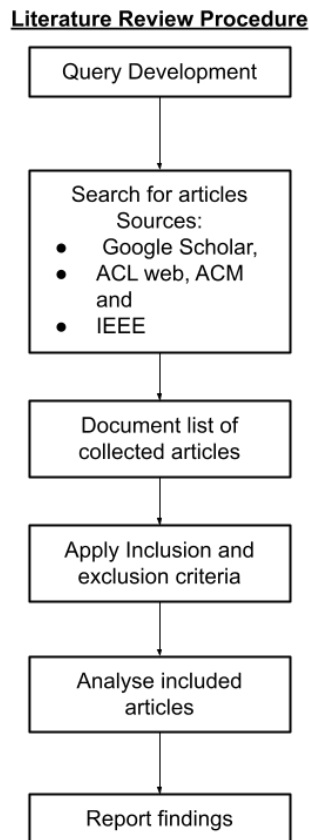 Literature Review Procedure
Query Development
Search for articles
Sources:
● Google Scholar,
● ACL web, ACM
and
● IEEE
Document list of
collected articles
Apply Inclusion and
exclusion criteria
Analyse included
articles
Report findings